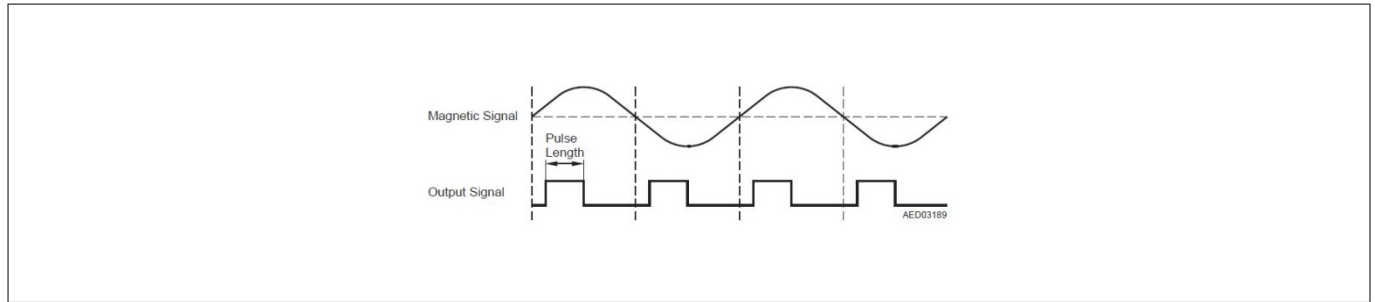 Magnetic Signal
Pulse
Length
Output Signal
AED03189